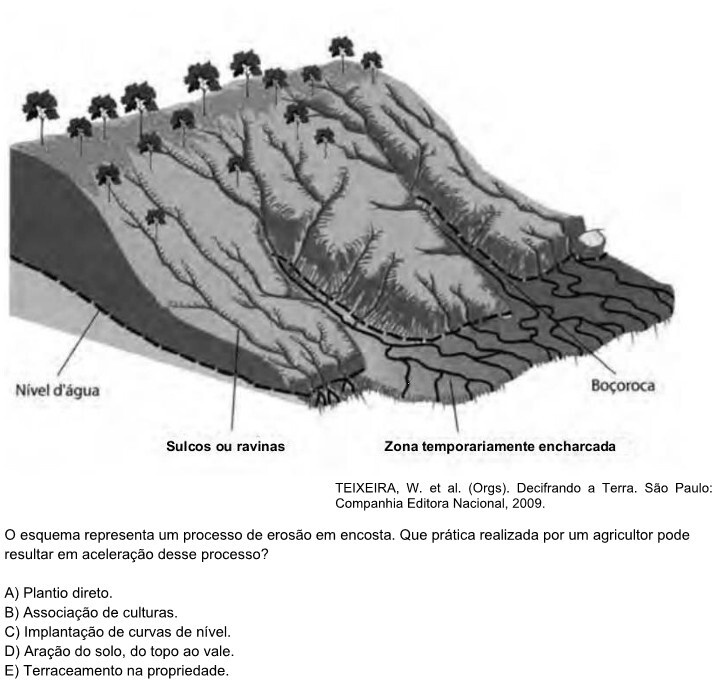 Nível d'água
Boçoroca
Sulcos ou ravinas
Zona temporariamente encharcada
TEIXEIRA, W. et al. (Orgs). Decifrando a Terra. São Paulo:
Companhia Editora Nacional, 2009.
O esquema representa um processo de erosão em encosta. Que prática realizada por um agricultor pode
resultar em aceleração desse processo?
A) Plantio direto.
B) Associação de culturas.
C) Implantação de curvas de nível.
D) Aração do solo, do topo ao vale.
E) Terraceamento na propriedade.